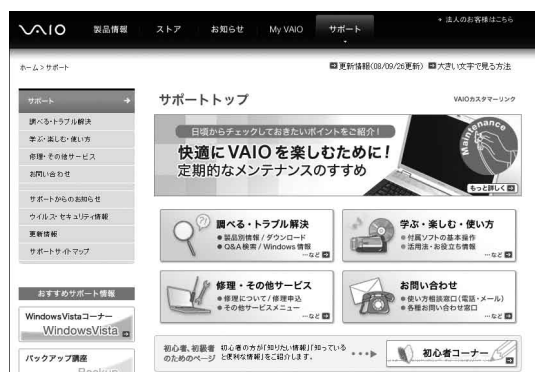 VAIO 製品情報 ストア お知らせ My VAIO サポート
法人のお客様はこちら
ホーム > サポート
更新情報(08/09/26更新) 大きい文字で見る方法
サポート
調べる・トラブル解決
学ぶ・楽しむ・使い方
修理・その他サービス
お問い合わせ
サポートからのお知らせ
ウイルス・セキュリティ情報
更新情報
サポートサイトマップ
おすすめサポート情報
Windows Vistaコーナー
WindowsVista
バックアップ講座
Backup
サポートトップ
VAIOカスタマーリンク
日頃からチェックしておきたいポイントをご紹介!
快適に VAIO を楽しむために!
定期的なメンテナンスのすすめ
Maintenance
もっと詳しく
調べる・トラブル解決
●製品別情報 / ダウンロード
●Q&A検索 / Windows 情報
…など
学ぶ・楽しむ・使い方
●付属ソフトの基本操作
●活用法・お役立ち情報
…など
修理・その他サービス
●修理について / 修理申込
●その他サービスメニュー
…など
お問い合わせ
●使い方相談窓口(電話・メール)
●各種お問い合わせ窓口
…など
初心者、初級者
のためのページ
初心者の方が「知りたい情報」「知っている
と便利な情報」をご紹介します。
初心者コーナー